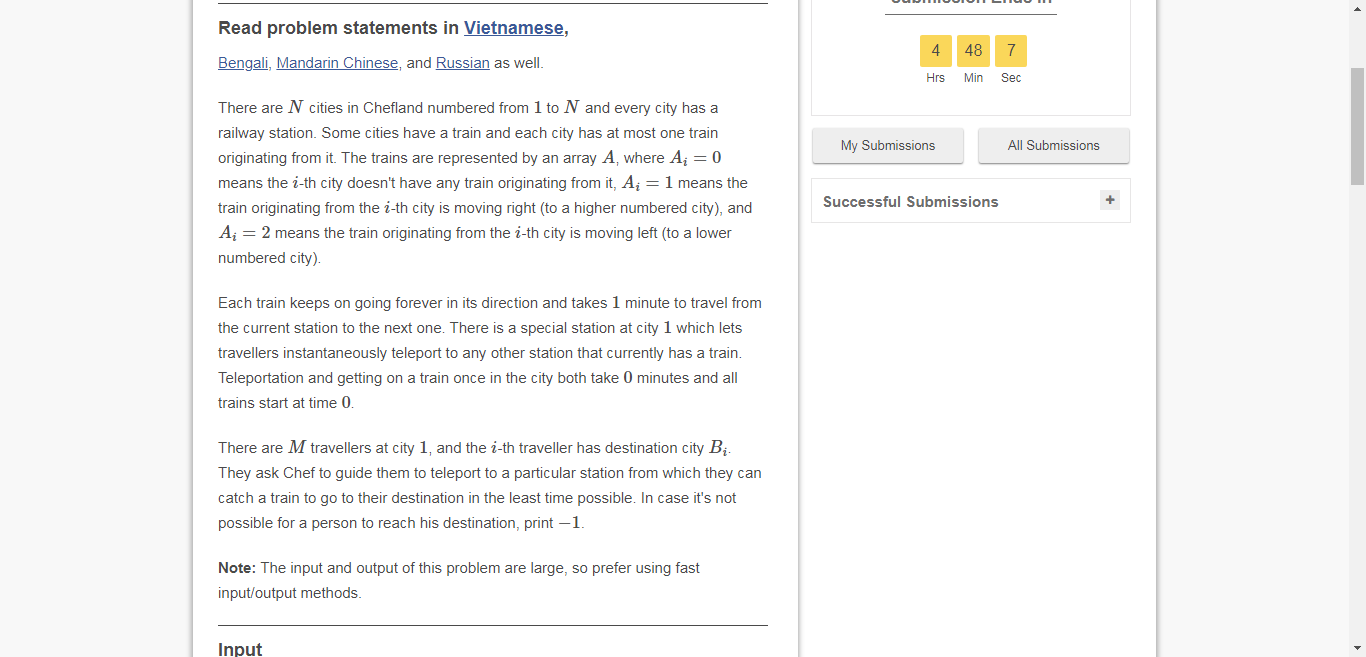 Submission Ends In
Read problem statements in Vietnamese,
4 48 7
Hrs Min Sec
Bengali, Mandarin Chinese, and Russian as well.
There are N cities in Chefland numbered from 1 to N and every city has a
railway station. Some cities have a train and each city has at most one train
originating from it. The trains are represented by an array A, where A_i = 0
means the i-th city doesn't have any train originating from it, A_i = 1 means the
train originating from the i-th city is moving right (to a higher numbered city), and
A_i = 2 means the train originating from the i-th city is moving left (to a lower
numbered city).
My Submissions
All Submissions
Successful Submissions +
Each train keeps on going forever in its direction and takes 1 minute to travel from
the current station to the next one. There is a special station at city 1 which lets
travellers instantaneously teleport to any other station that currently has a train.
Teleportation and getting on a train once in the city both take 0 minutes and all
trains start at time 0.
There are M travellers at city 1, and the i-th traveller has destination city B_i.
They ask Chef to guide them to teleport to a particular station from which they can
catch a train to go to their destination in the least time possible. In case it's not
possible for a person to reach his destination, print −1.
Note: The input and output of this problem are large, so prefer using fast
input/output methods.
Input